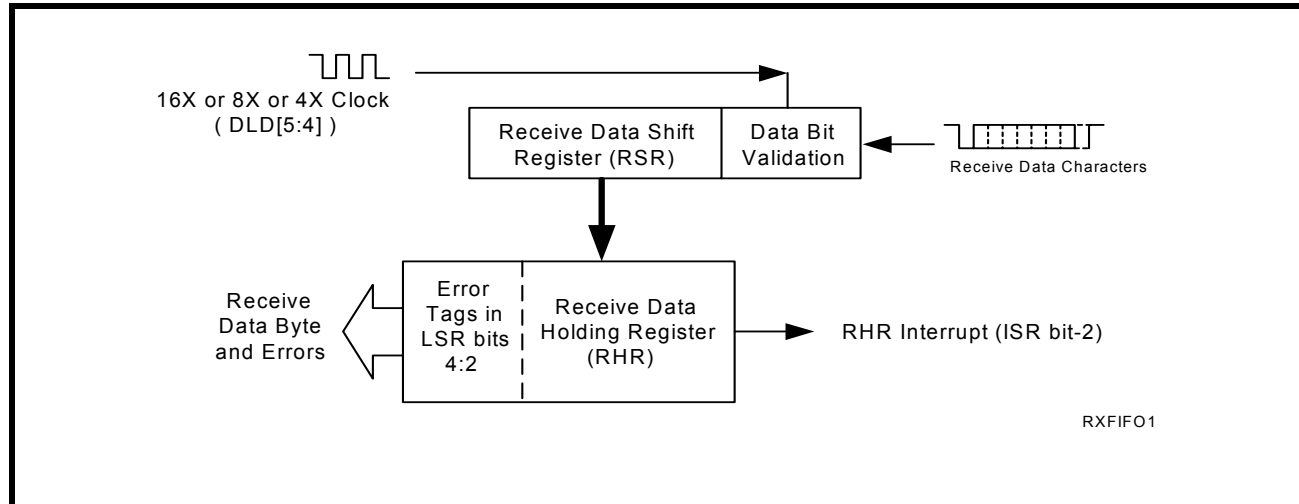 16X or 8X or 4X Clock
( DLD[5:4] )
Receive Data Shift
Register (RSR)
Data Bit
Validation
Receive Data Characters
Receive
Data Byte
and Errors
Error
Tags in
LSR bits
4:2
Receive Data
Holding Register
(RHR)
RHR Interrupt (ISR bit-2)
RXFIFO1